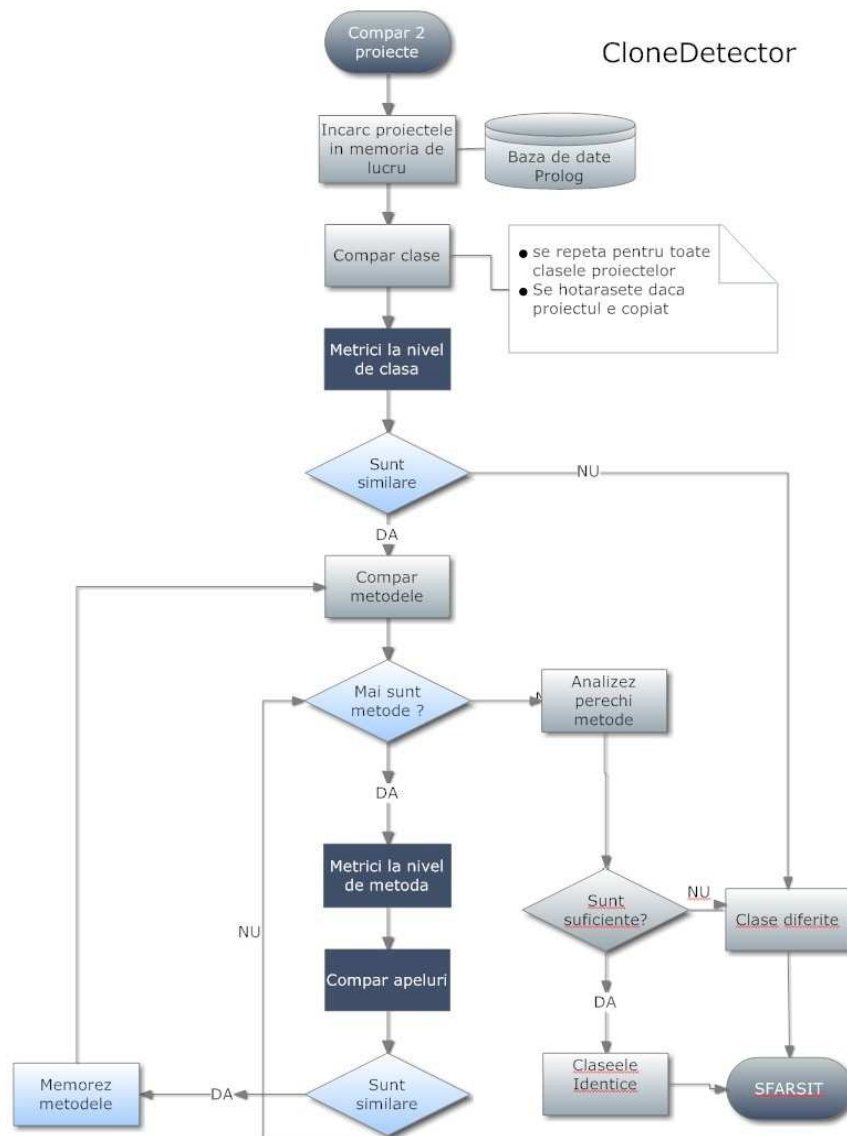 Compar 2
proiecte
CloneDetector
Incarc proiectele
in memoria de
lucru
Baza de date
Prolog
Compar clase
● se repeta pentru toate
clasele proiectelor
● Se hotarasete daca
proiectul e copiat
Metrici la nivel
de clasa
Sunt
similare
NU
DA
Compar
metodele
Mai sunt
metode ?
Analizez
perechi
metode
DA
Metrici la nivel
de metoda
Sunt
suficiente?
NU
Clase diferite
NU
Compar apeluri
DA
Memorez
metodele
DA
Sunt
similare
Claseele
Identice
SFARSIT